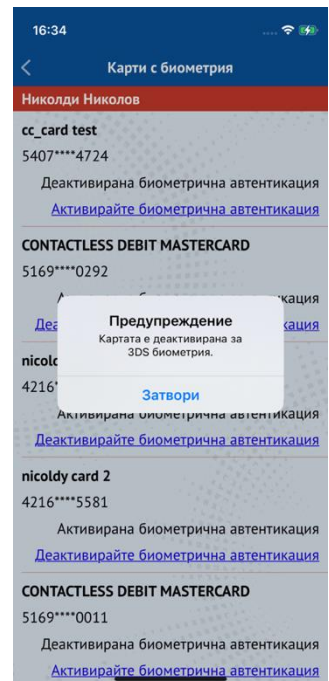 16:34
Карти с биометрия
Николди Николов
cc_card test
5407****4724
Деактивирана биометрична автентикация
Активирайте биометрична автентикация
CONTACTLESS DEBIT MASTERCARD
5169****0292
Предупреждение
Картата е деактивирана за
3DS биометрия.
Затвори
4216*
Активирана биометрична автентикация
Деактивирайте биометрична автентикация
nicoldy card 2
4216****5581
Активирана биометрична автентикация
Деактивирайте биометрична автентикация
CONTACTLESS DEBIT MASTERCARD
5169****0011
Деактивирана биометрична автентикация
Активирайте биометрична автентикация